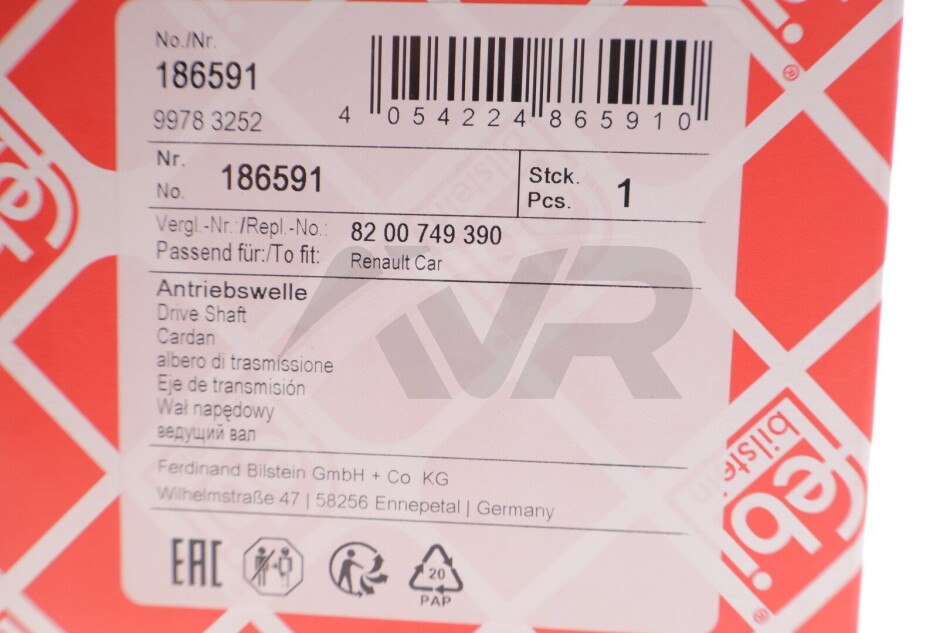 No./Nr.
186591
9978 3252
4 054224 865910
Nr.
No. 186591
Stck.
Pcs. 1
Vergl.-Nr.:/Repl.-No.: 82 00 749 390
Passend für:/To fit: Renault Car
Antriebswelle
Drive Shaft
Cardan
albero di trasmissione
Eje de transmisión
Wał napędowy
ведущий вал
Ferdinand Bilstein GmbH + Co KG
Wilhelmstraße 47 | 58256 Ennepetal | Germany
EAC
20
PAP
febi
bilstein
®
VR